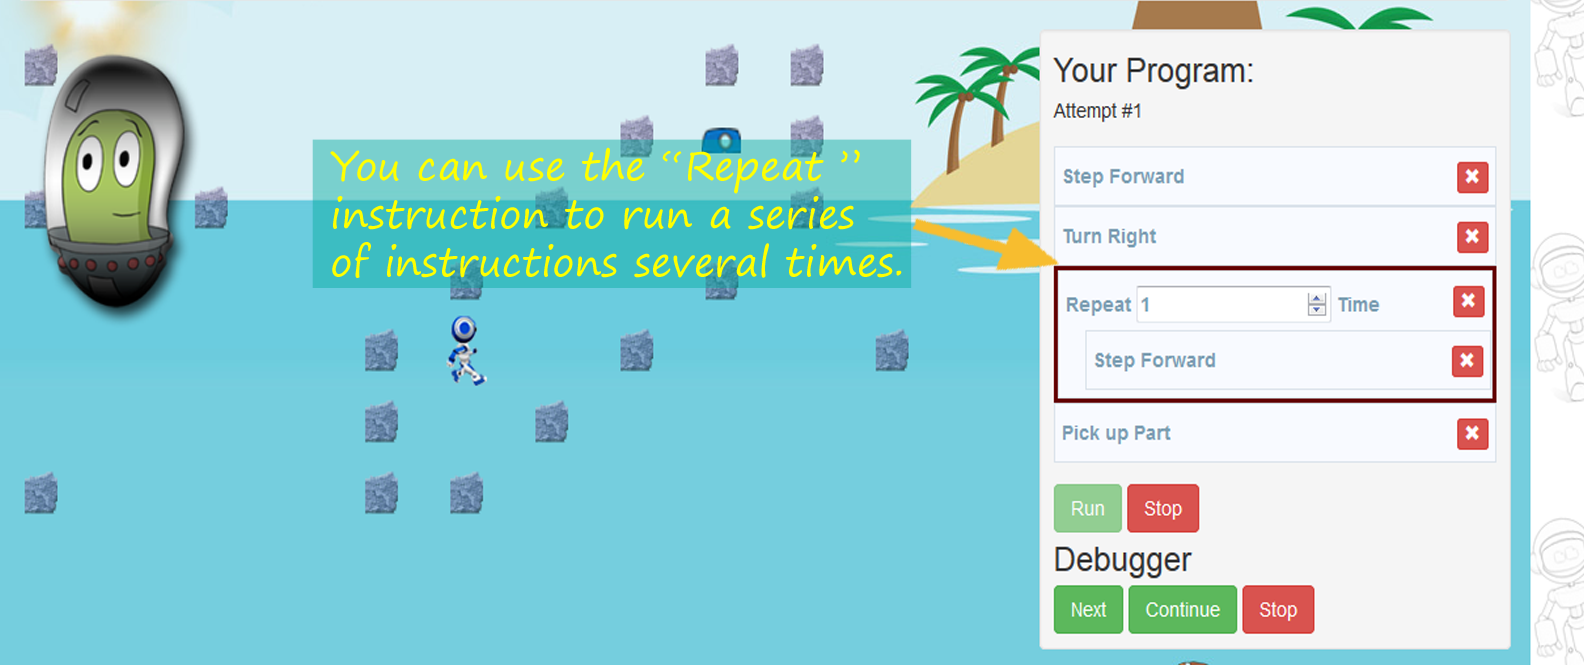 You can use the “Repeat ”
instruction to run a series
of instructions several times.
Your Program:
Attempt #1
Step Forward
Turn Right
Repeat 1 Time
Step Forward
Pick up Part
Run Stop
Debugger
Next Continue Stop